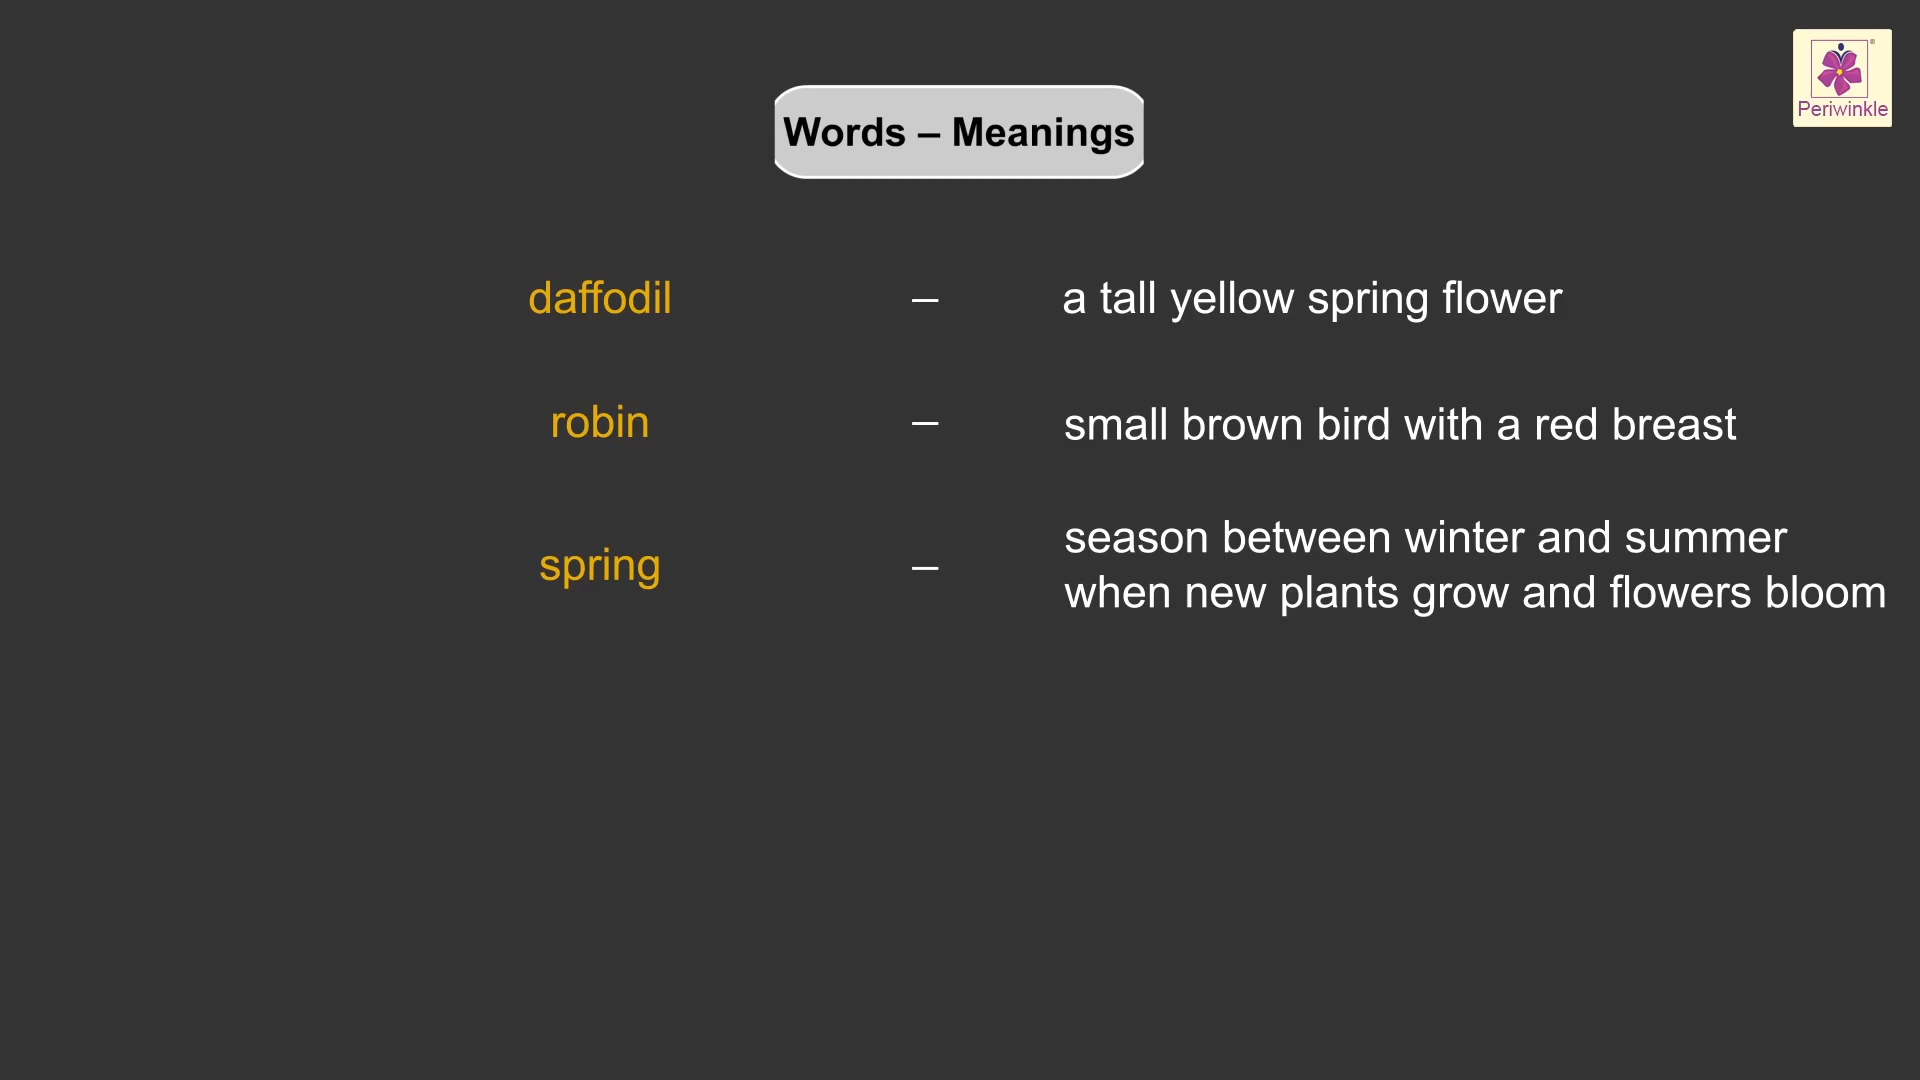 Periwinkle
Words – Meanings
daffodil – a tall yellow spring flower
robin – small brown bird with a red breast
spring – season between winter and summer
when new plants grow and flowers bloom